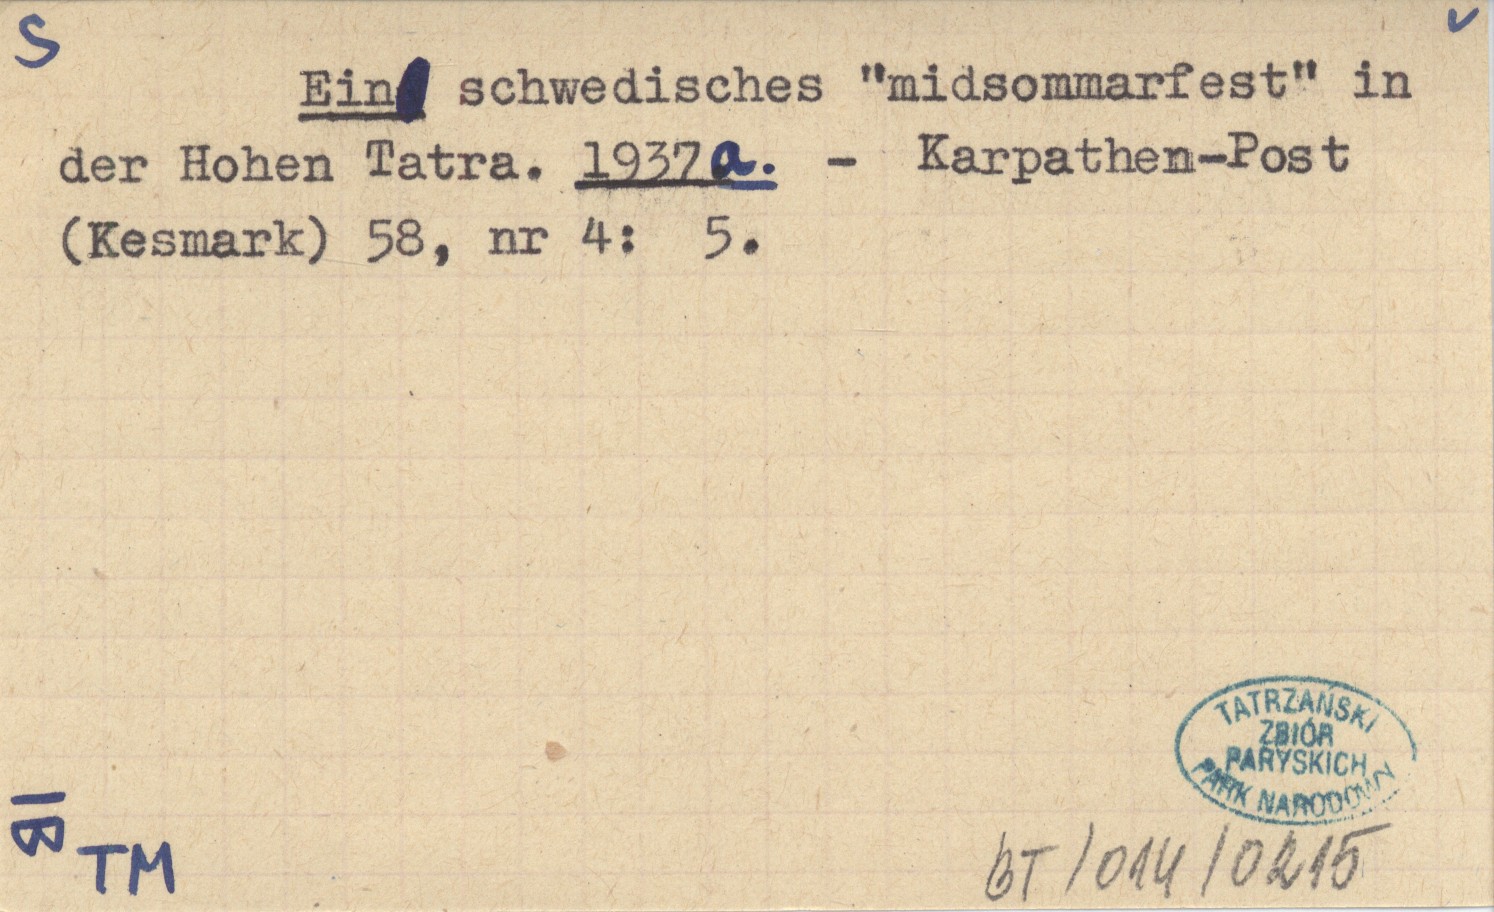 S
v
Ein schwedisches "midsommarfest" in
der Hohen Tatra. 1937a. - Karpathen-Post
(Kesmark) 58, nr 4: 5.
TATRZAŃSKI
ZBIÓR
PARYSKICH
PARK NARODOWY
BI
TM
BT/014/0215